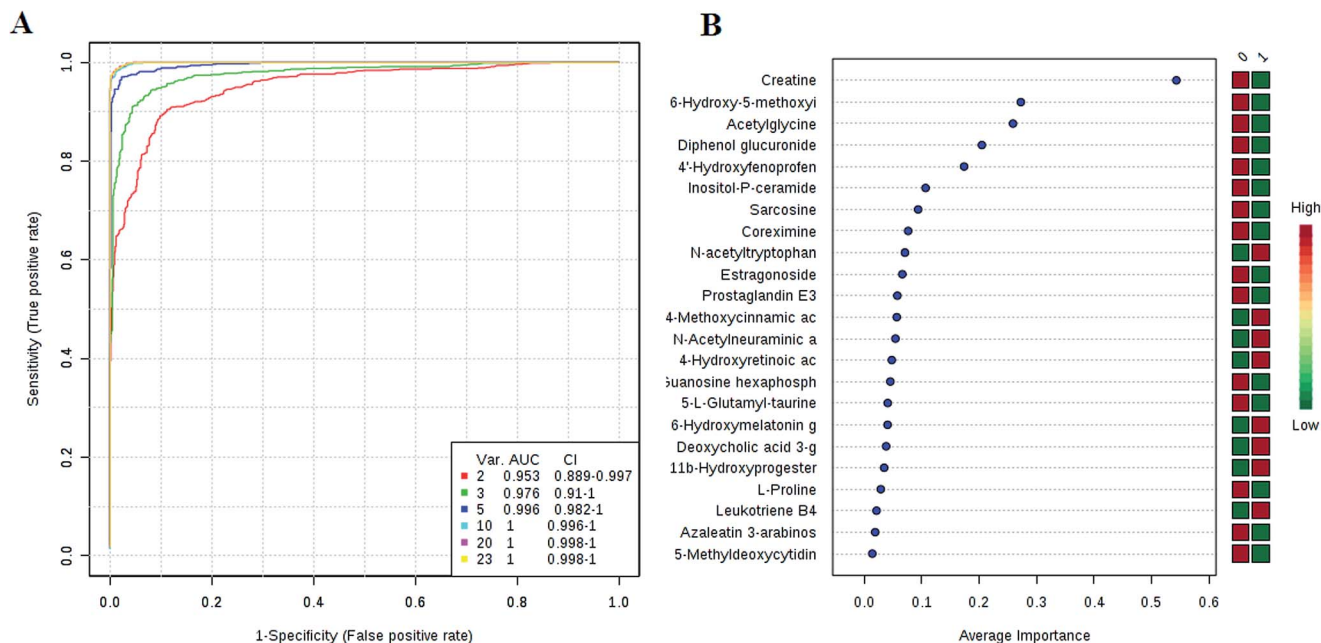 A
1.0
0.8
0.6
0.4
0.2
0.0
Sensitivity (True positive rate)
Var. AUC CI
2 0.953 0.889-0.997
3 0.976 0.91-1
5 0.996 0.982-1
10 1 0.996-1
20 1 0.998-1
23 1 0.998-1
0.0 0.2 0.4 0.6 0.8 1.0
1-Specificity (False positive rate)
B
0 1
Creatine
6-Hydroxy-5-methoxyi
Acetylglycine
Diphenol glucuronide
4'-Hydroxyfenoprofen
Inositol-P-ceramide
Sarcosine
Coreximine
N-acetyltryptophan
Estragonoside
Prostaglandin E3
4-Methoxycinnamic ac
N-Acetylneuraminic a
4-Hydroxyretinoic ac
Guanosine hexaphosph
5-L-Glutamyl-taurine
6-Hydroxymelatonin g
Deoxycholic acid 3-g
11b-Hydroxyprogester
L-Proline
Leukotriene B4
Azaleatin 3-arabinos
5-Methyldeoxycytidin
0.0 0.1 0.2 0.3 0.4 0.5 0.6
Average Importance
High
Low